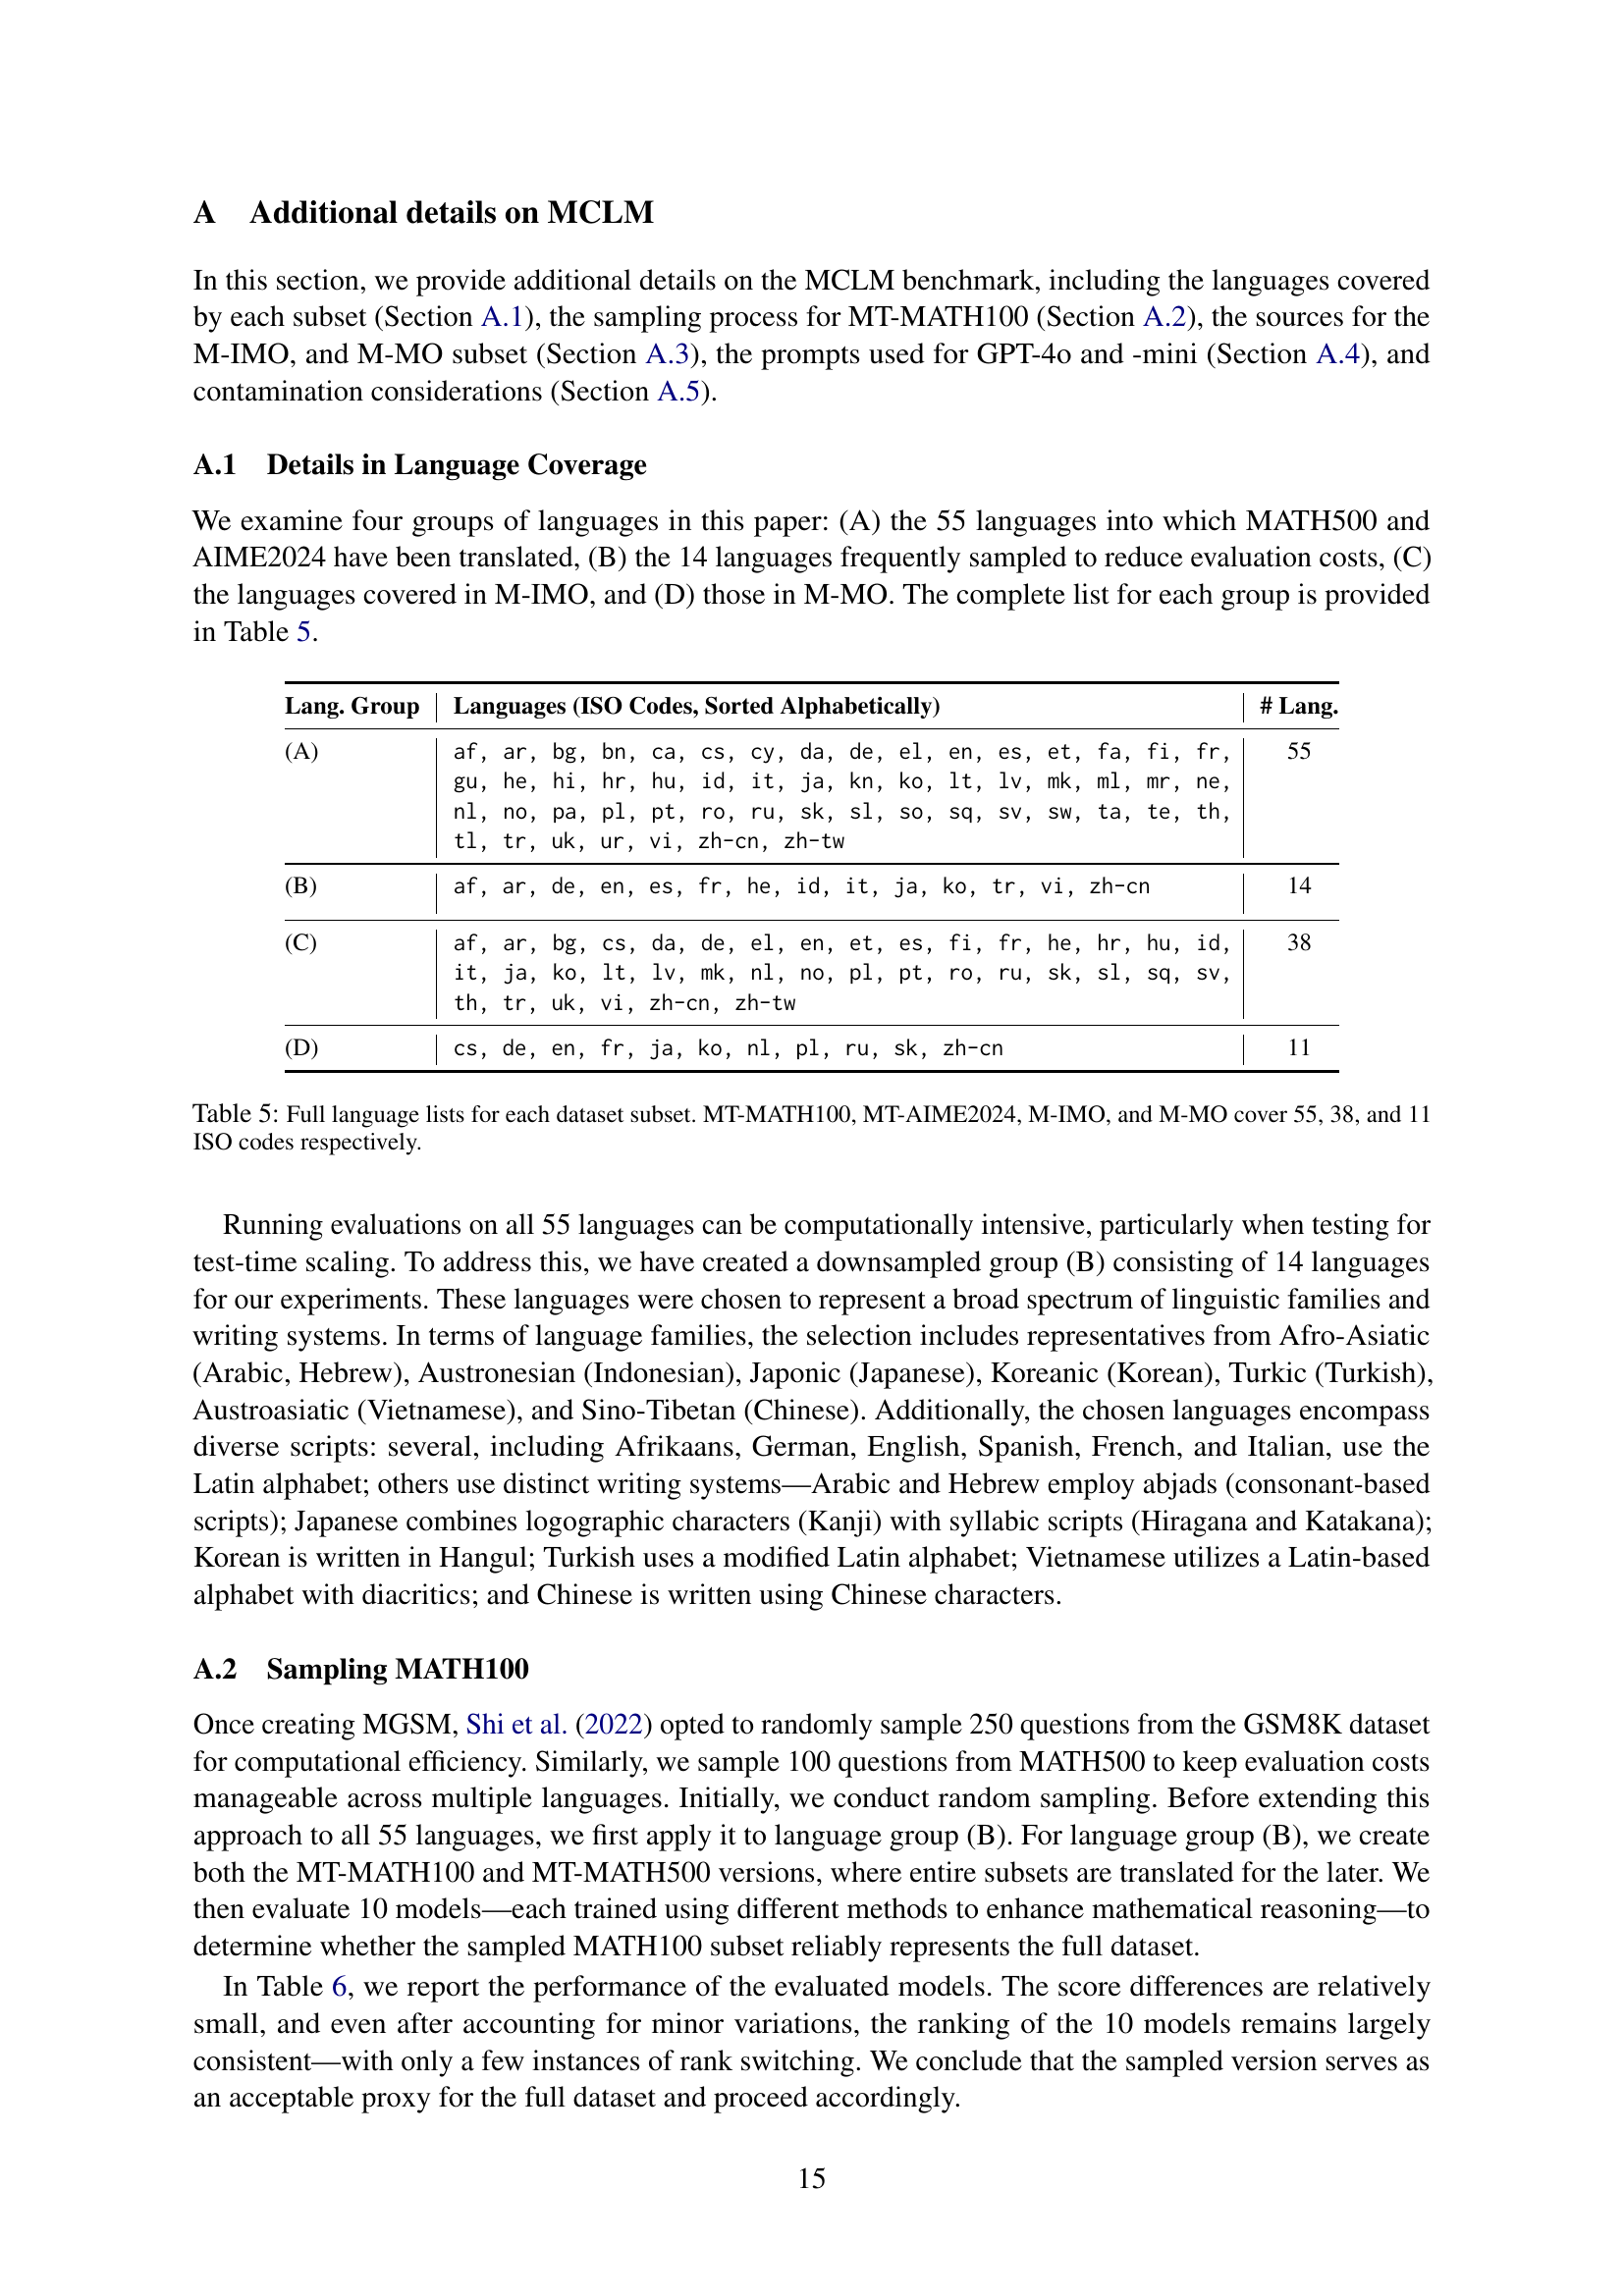 A Additional details on MCLM
In this section, we provide additional details on the MCLM benchmark, including the languages covered
by each subset (Section A.1), the sampling process for MT-MATH100 (Section A.2), the sources for the
M-IMO, and M-MO subset (Section A.3), the prompts used for GPT-4o and -mini (Section A.4), and
contamination considerations (Section A.5).
A.1 Details in Language Coverage
We examine four groups of languages in this paper: (A) the 55 languages into which MATH500 and
AIME2024 have been translated, (B) the 14 languages frequently sampled to reduce evaluation costs, (C)
the languages covered in M-IMO, and (D) those in M-MO. The complete list for each group is provided
in Table 5.
Lang. Group Languages (ISO Codes, Sorted Alphabetically) # Lang.
(A) af, ar, bg, bn, ca, cs, cy, da, de, el, en, es, et, fa, fi, fr, 55
gu, he, hi, hr, hu, id, it, ja, kn, ko, lt, lv, mk, ml, mr, ne,
nl, no, pa, pl, pt, ro, ru, sk, sl, so, sq, sv, sw, ta, te, th,
tl, tr, uk, ur, vi, zh-cn, zh-tw
(B) af, ar, de, en, es, fr, he, id, it, ja, ko, tr, vi, zh-cn 14
(C) af, ar, bg, cs, da, de, el, en, et, es, fi, fr, he, hr, hu, id, 38
it, ja, ko, lt, lv, mk, nl, no, pl, pt, ro, ru, sk, sl, sq, sv,
th, tr, uk, vi, zh-cn, zh-tw
(D) cs, de, en, fr, ja, ko, nl, pl, ru, sk, zh-cn 11
Table 5: Full language lists for each dataset subset. MT-MATH100, MT-AIME2024, M-IMO, and M-MO cover 55, 38, and 11
ISO codes respectively.
Running evaluations on all 55 languages can be computationally intensive, particularly when testing for
test-time scaling. To address this, we have created a downsampled group (B) consisting of 14 languages
for our experiments. These languages were chosen to represent a broad spectrum of linguistic families and
writing systems. In terms of language families, the selection includes representatives from Afro-Asiatic
(Arabic, Hebrew), Austronesian (Indonesian), Japonic (Japanese), Koreanic (Korean), Turkic (Turkish),
Austroasiatic (Vietnamese), and Sino-Tibetan (Chinese). Additionally, the chosen languages encompass
diverse scripts: several, including Afrikaans, German, English, Spanish, French, and Italian, use the
Latin alphabet; others use distinct writing systems—Arabic and Hebrew employ abjads (consonant-based
scripts); Japanese combines logographic characters (Kanji) with syllabic scripts (Hiragana and Katakana);
Korean is written in Hangul; Turkish uses a modified Latin alphabet; Vietnamese utilizes a Latin-based
alphabet with diacritics; and Chinese is written using Chinese characters.
A.2 Sampling MATH100
Once creating MGSM, Shi et al. (2022) opted to randomly sample 250 questions from the GSM8K dataset
for computational efficiency. Similarly, we sample 100 questions from MATH500 to keep evaluation costs
manageable across multiple languages. Initially, we conduct random sampling. Before extending this
approach to all 55 languages, we first apply it to language group (B). For language group (B), we create
both the MT-MATH100 and MT-MATH500 versions, where entire subsets are translated for the later. We
then evaluate 10 models—each trained using different methods to enhance mathematical reasoning—to
determine whether the sampled MATH100 subset reliably represents the full dataset.
In Table 6, we report the performance of the evaluated models. The score differences are relatively
small, and even after accounting for minor variations, the ranking of the 10 models remains largely
consistent—with only a few instances of rank switching. We conclude that the sampled version serves as
an acceptable proxy for the full dataset and proceed accordingly.
15